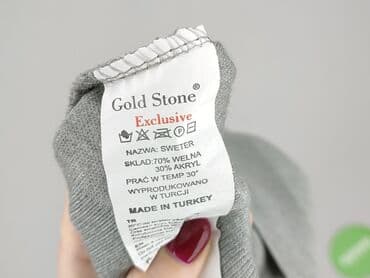 Gold Stone®
Exclusive
NAZWA: SWETER
SKŁAD: 70% WEŁNA
30% AKRYL
PRAĆ W TEMP 30°
WYPRODUKOWANO
W TURCJI
MADE IN TURKEY